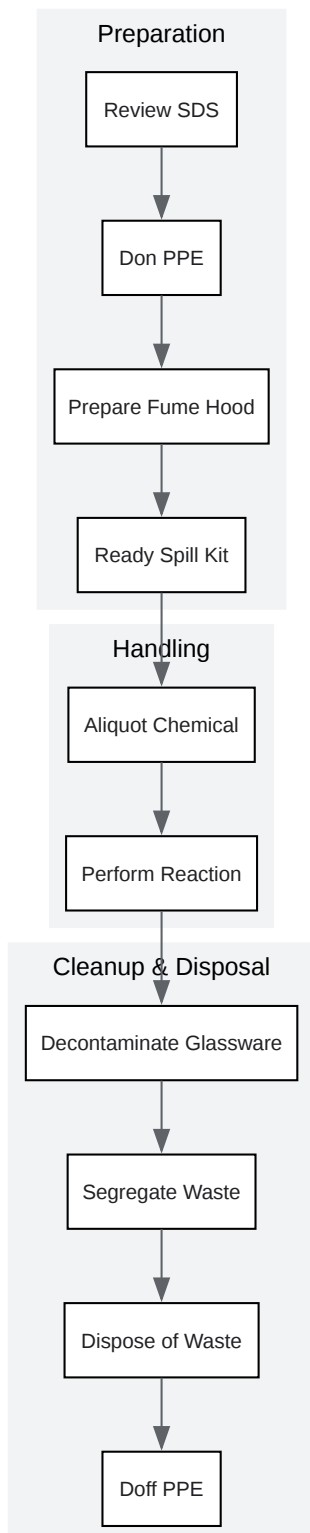 Preparation
Review SDS
Don PPE
Prepare Fume Hood
Ready Spill Kit
Handling
Aliquot Chemical
Perform Reaction
Cleanup & Disposal
Decontaminate Glassware
Segregate Waste
Dispose of Waste
Doff PPE